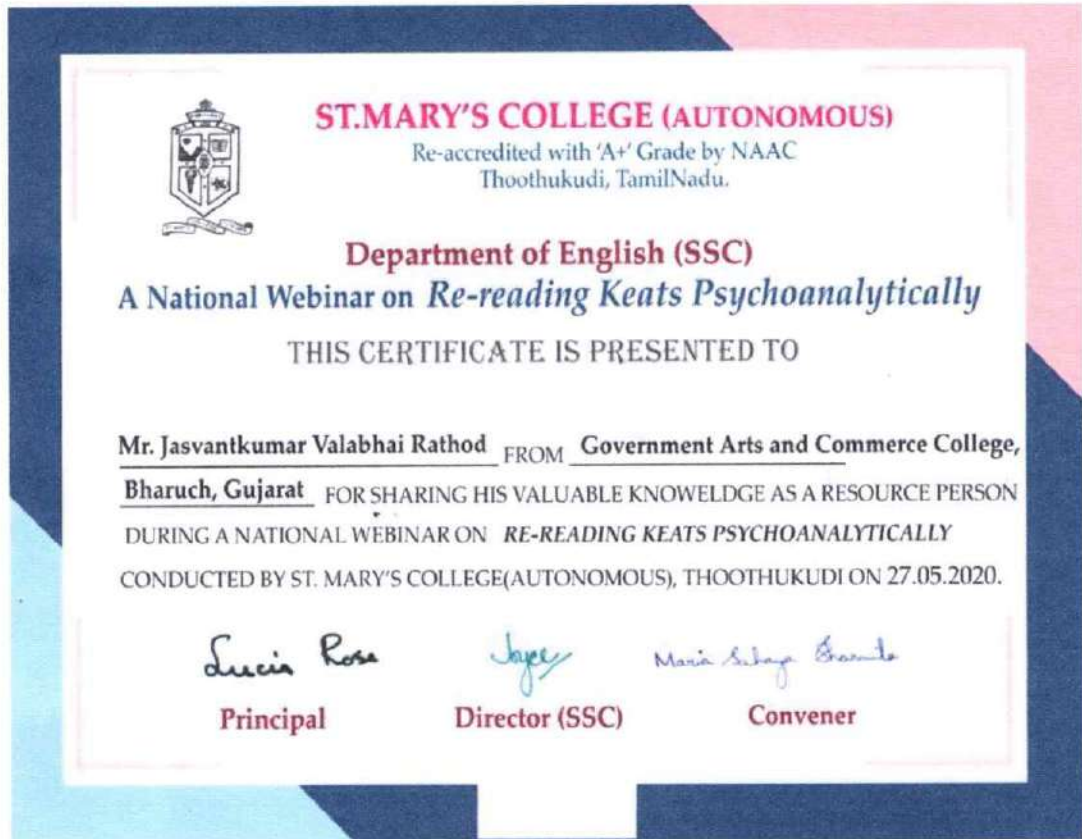 ST.MARY'S COLLEGE (AUTONOMOUS)
Re-accredited with 'A+' Grade by NAAC
Thoothukudi, TamilNadu.
Department of English (SSC)
A National Webinar on Re-reading Keats Psychoanalytically
THIS CERTIFICATE IS PRESENTED TO
Mr. Jasvantkumar Valabhai Rathod FROM Government Arts and Commerce College,
Bharuch, Gujarat FOR SHARING HIS VALUABLE KNOWELDGE AS A RESOURCE PERSON
DURING A NATIONAL WEBINAR ON RE-READING KEATS PSYCHOANALYTICALLY
CONDUCTED BY ST. MARY'S COLLEGE(AUTONOMOUS), THOOTHUKUDI ON 27.05.2020.
Lucia Rose Maria
Principal Director (SSC) Convener